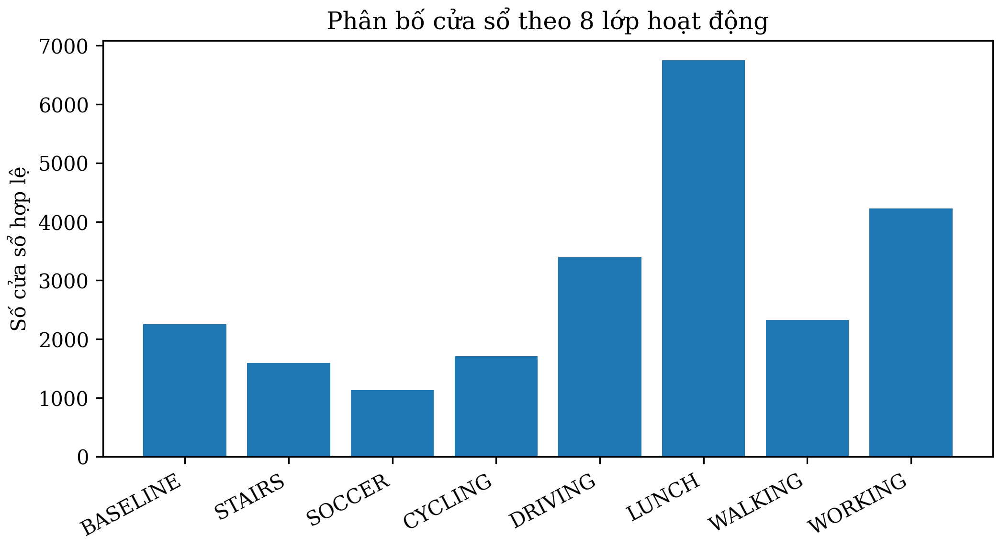 Phân bố cửa sổ theo 8 lớp hoạt động
Số cửa sổ hợp lệ
7000
6000
5000
4000
3000
2000
1000
0
BASELINE
STAIRS
SOCCER
CYCLING
DRIVING
LUNCH
WALKING
WORKING